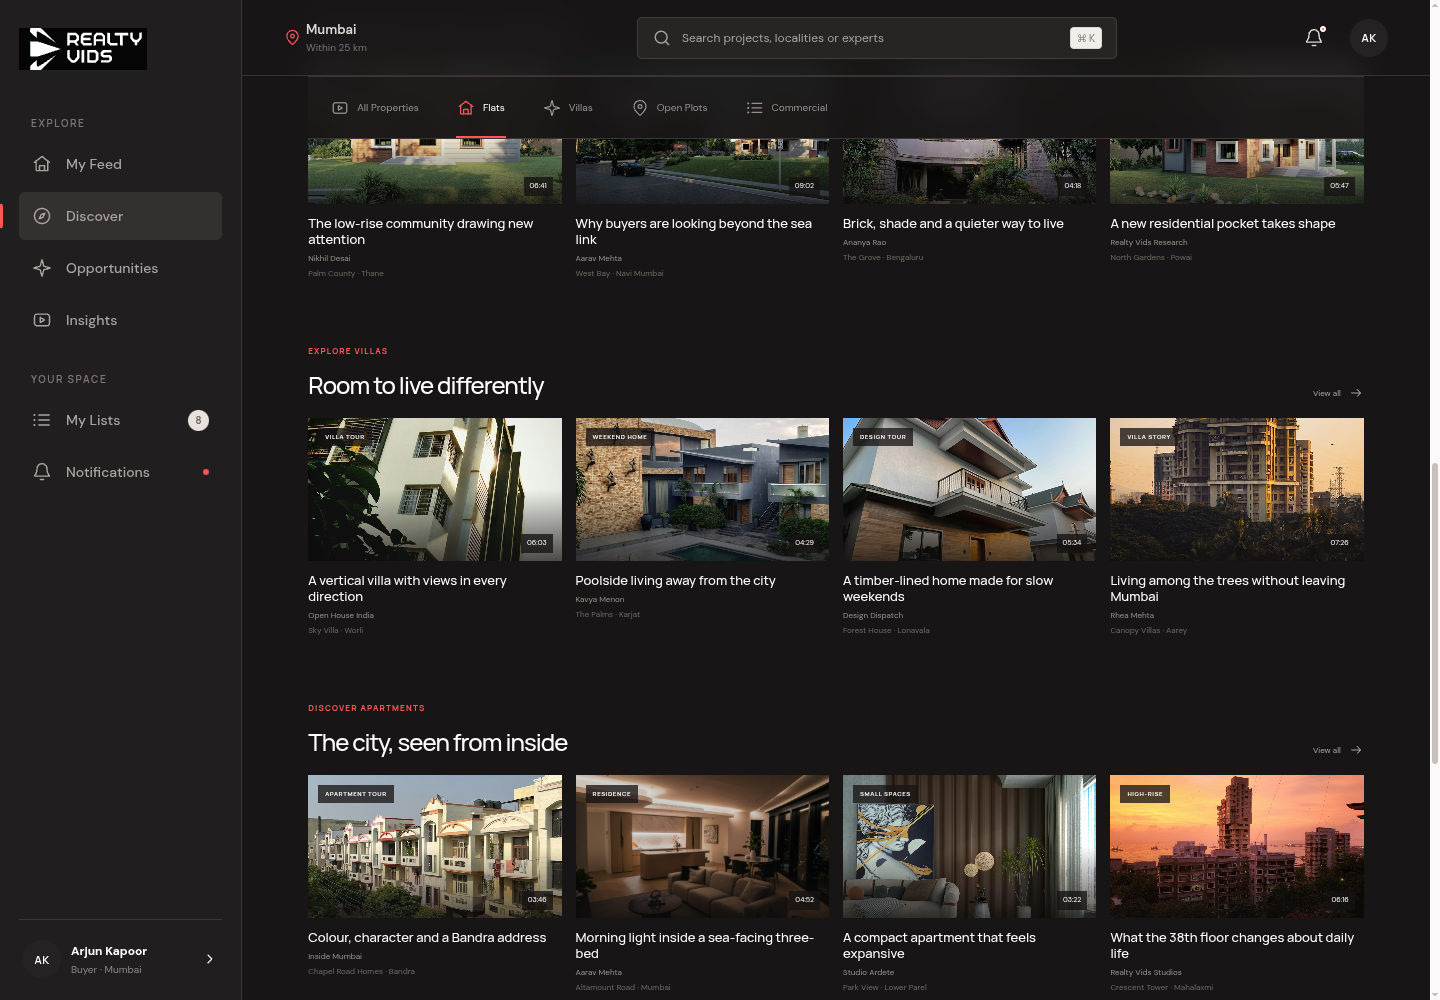 REALTY
VIDS
Mumbai
Within 25 km
Search projects, localities or experts
⌘ K
AK
EXPLORE
My Feed
Discover
Opportunities
Insights
YOUR SPACE
My Lists
8
Notifications
All Properties
Flats
Villas
Open Plots
Commercial
06:41
09:02
04:18
05:47
The low-rise community drawing new
attention
Nikhil Desai
Palm County · Thane
Why buyers are looking beyond the sea
link
Aarav Mehta
West Bay · Navi Mumbai
Brick, shade and a quieter way to live
Ananya Rao
The Grove · Bengaluru
A new residential pocket takes shape
Realty Vids Research
North Gardens · Powai
EXPLORE VILLAS
Room to live differently
View all
VILLA TOUR
06:03
WEEKEND HOME
04:29
DESIGN TOUR
05:34
VILLA STORY
07:26
A vertical villa with views in every
direction
Open House India
Sky Villa · Worli
Poolside living away from the city
Kavya Menon
The Palms · Karjat
A timber-lined home made for slow
weekends
Design Dispatch
Forest House · Lonavala
Living among the trees without leaving
Mumbai
Rhea Mehta
Canopy Villas · Aarey
DISCOVER APARTMENTS
The city, seen from inside
View all
APARTMENT TOUR
03:46
RESIDENCE
04:52
SMALL SPACES
03:22
HIGH-RISE
06:16
Colour, character and a Bandra address
Inside Mumbai
Chapel Road Homes · Bandra
Morning light inside a sea-facing three-
bed
Aarav Mehta
Altamount Road · Mumbai
A compact apartment that feels
expansive
Studio Ardete
Park View · Lower Parel
What the 38th floor changes about daily
life
Realty Vids Studios
Crescent Tower · Mahalaxmi
AK
Arjun Kapoor
Buyer · Mumbai